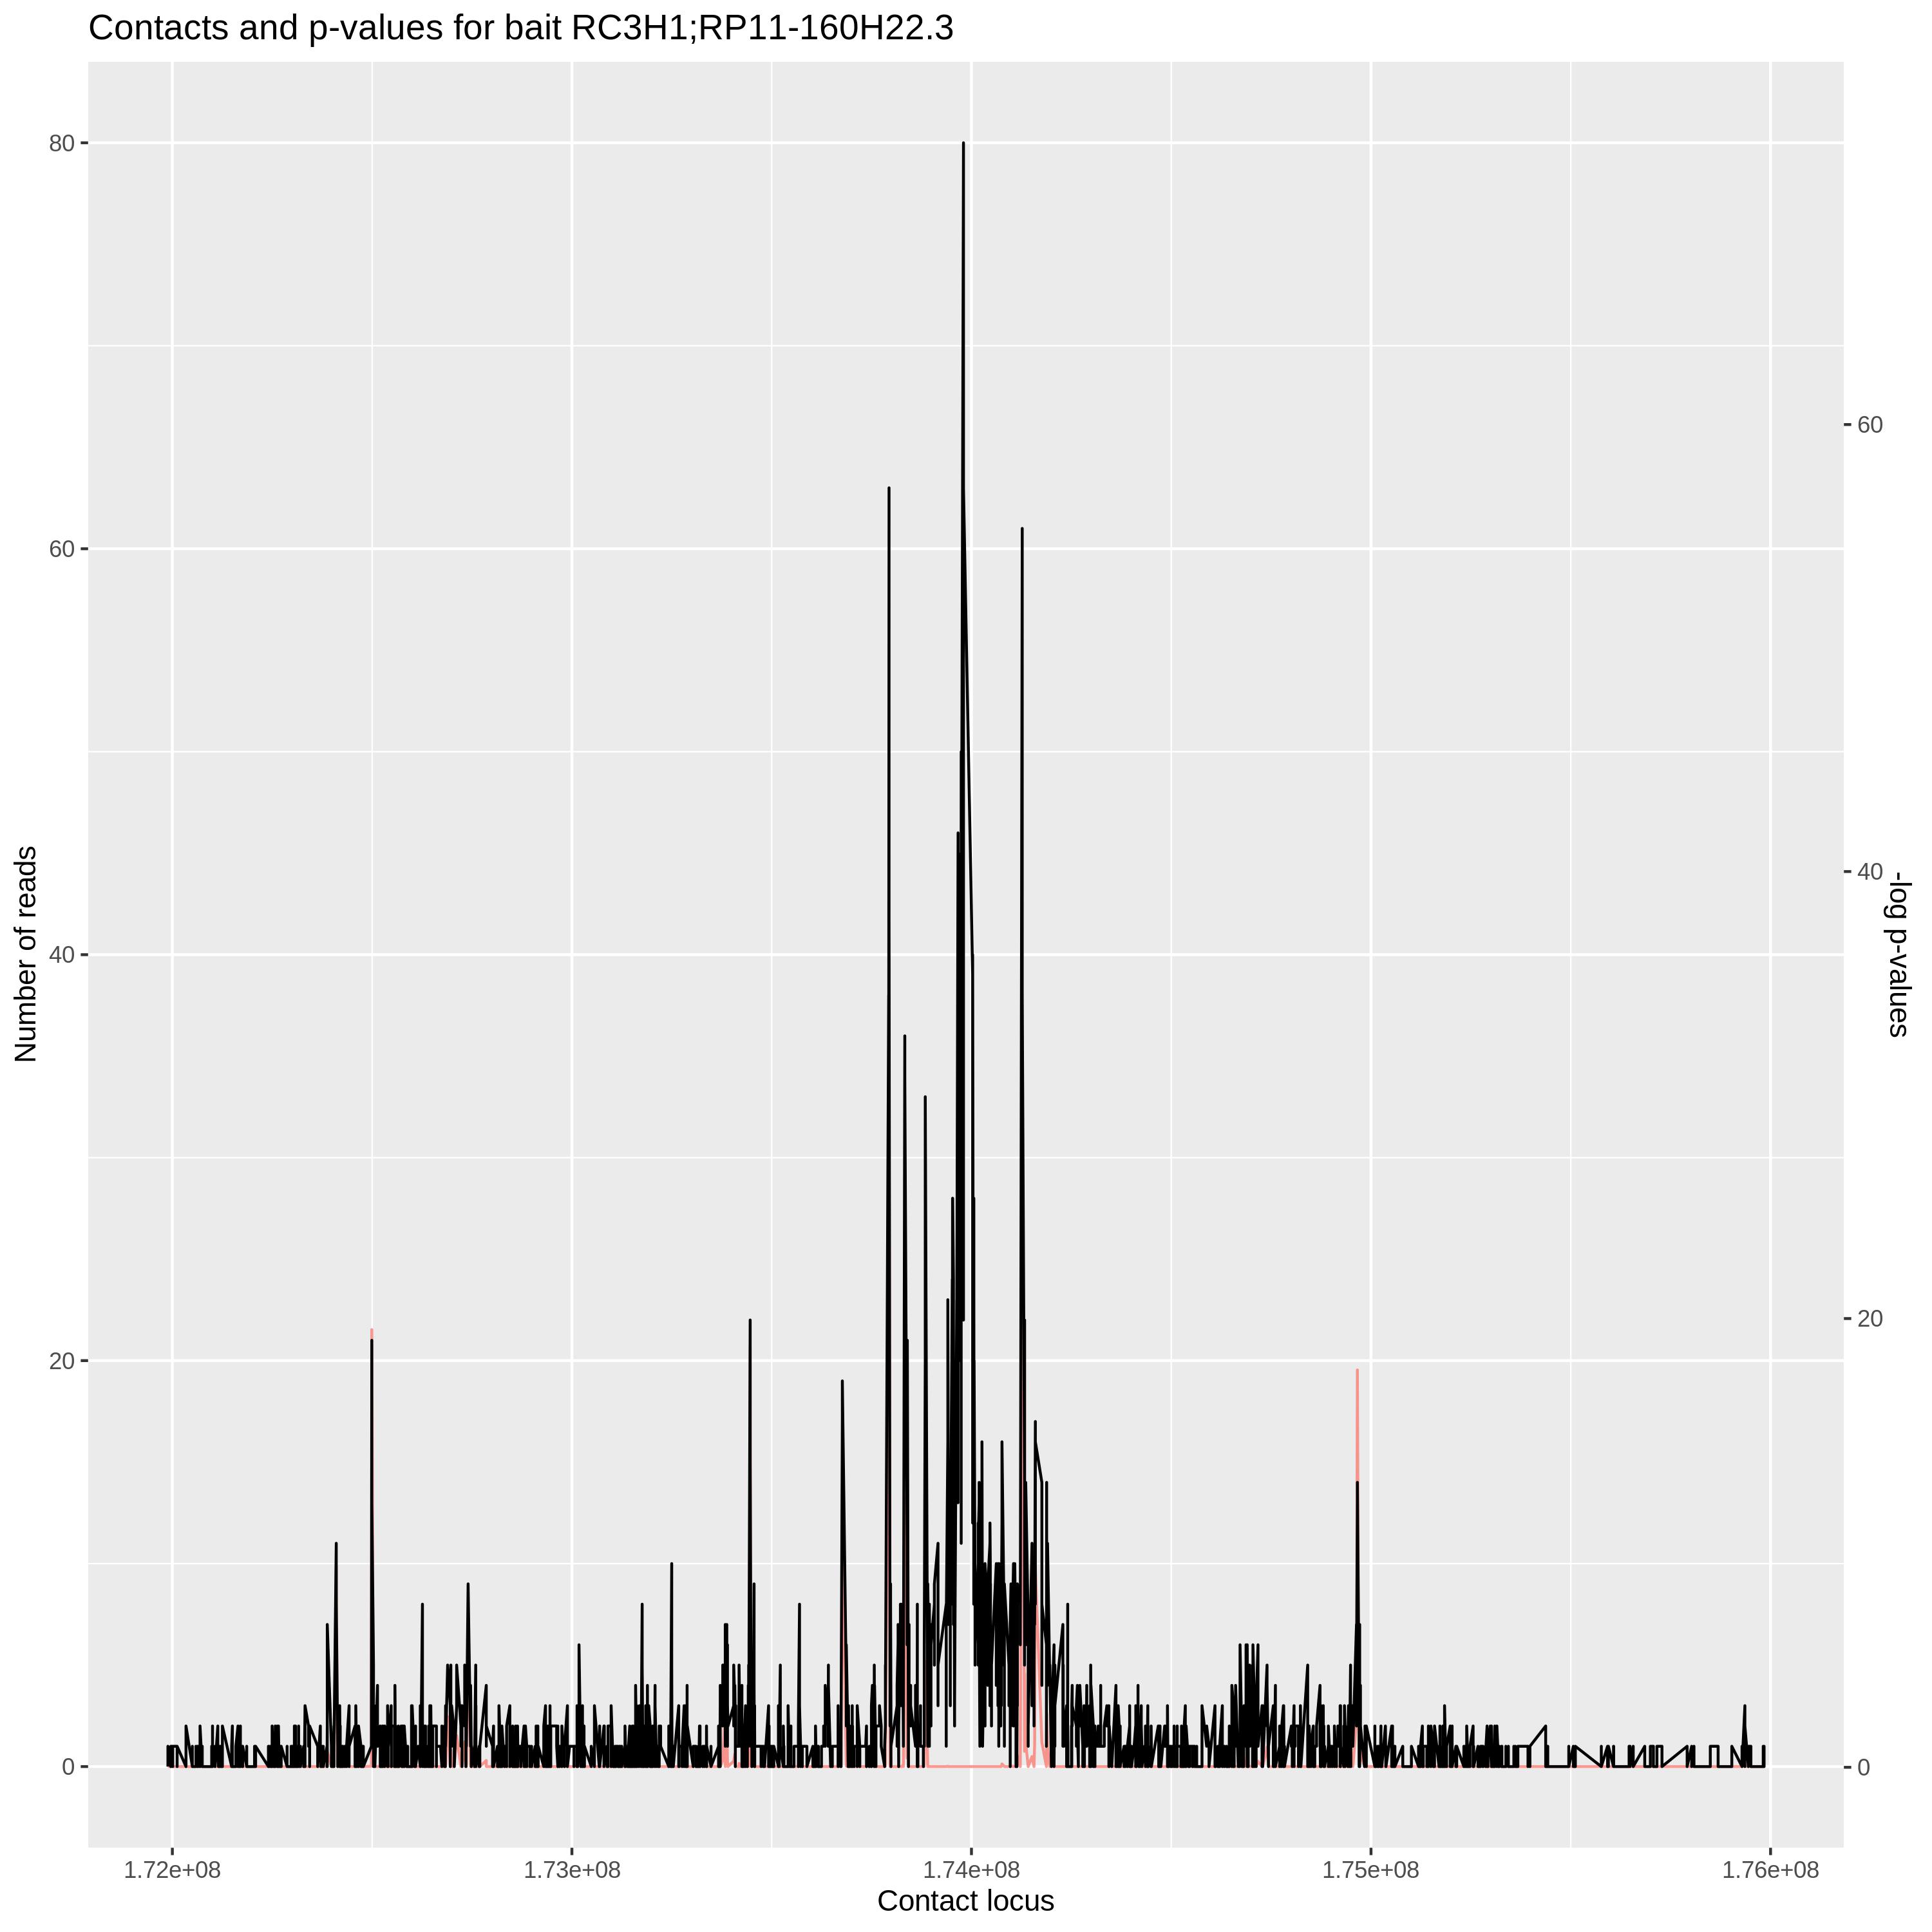 Contacts and p-values for bait RC3H1;RP11-160H22.3
80
60
40
20
0
Number of reads
60
40
20
0
-log p-values
1.72e+08
1.73e+08
1.74e+08
1.75e+08
1.76e+08
Contact locus